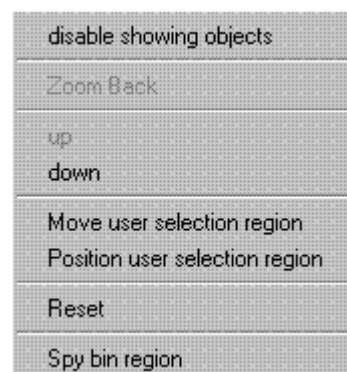 disable showing objects
Zoom Back
up
down
Move user selection region
Position user selection region
Reset
Spy bin region